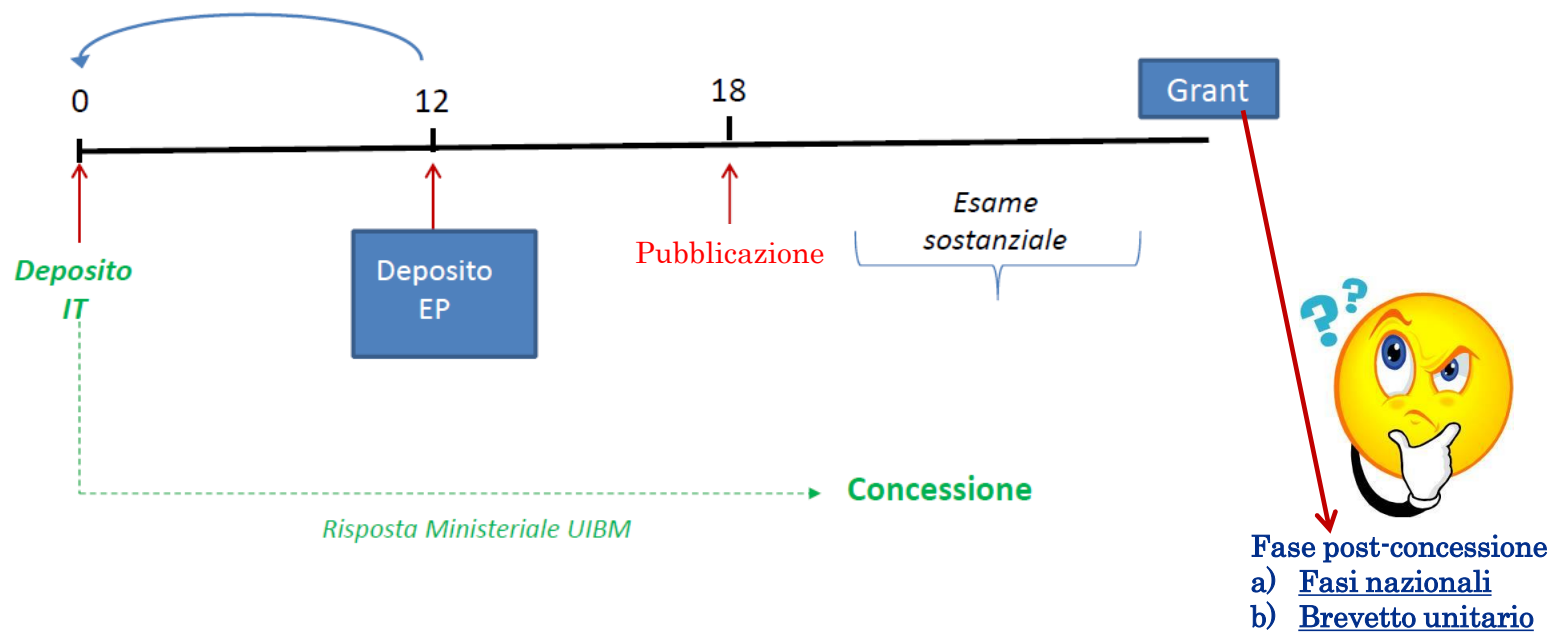 0
12
18
Grant
Deposito
IT
Deposito
EP
Pubblicazione
Esame
sostanziale
? ?
Concessione
Risposta Ministeriale UIBM
Fase post-concessione
a) Fasi nazionali
b) Brevetto unitario